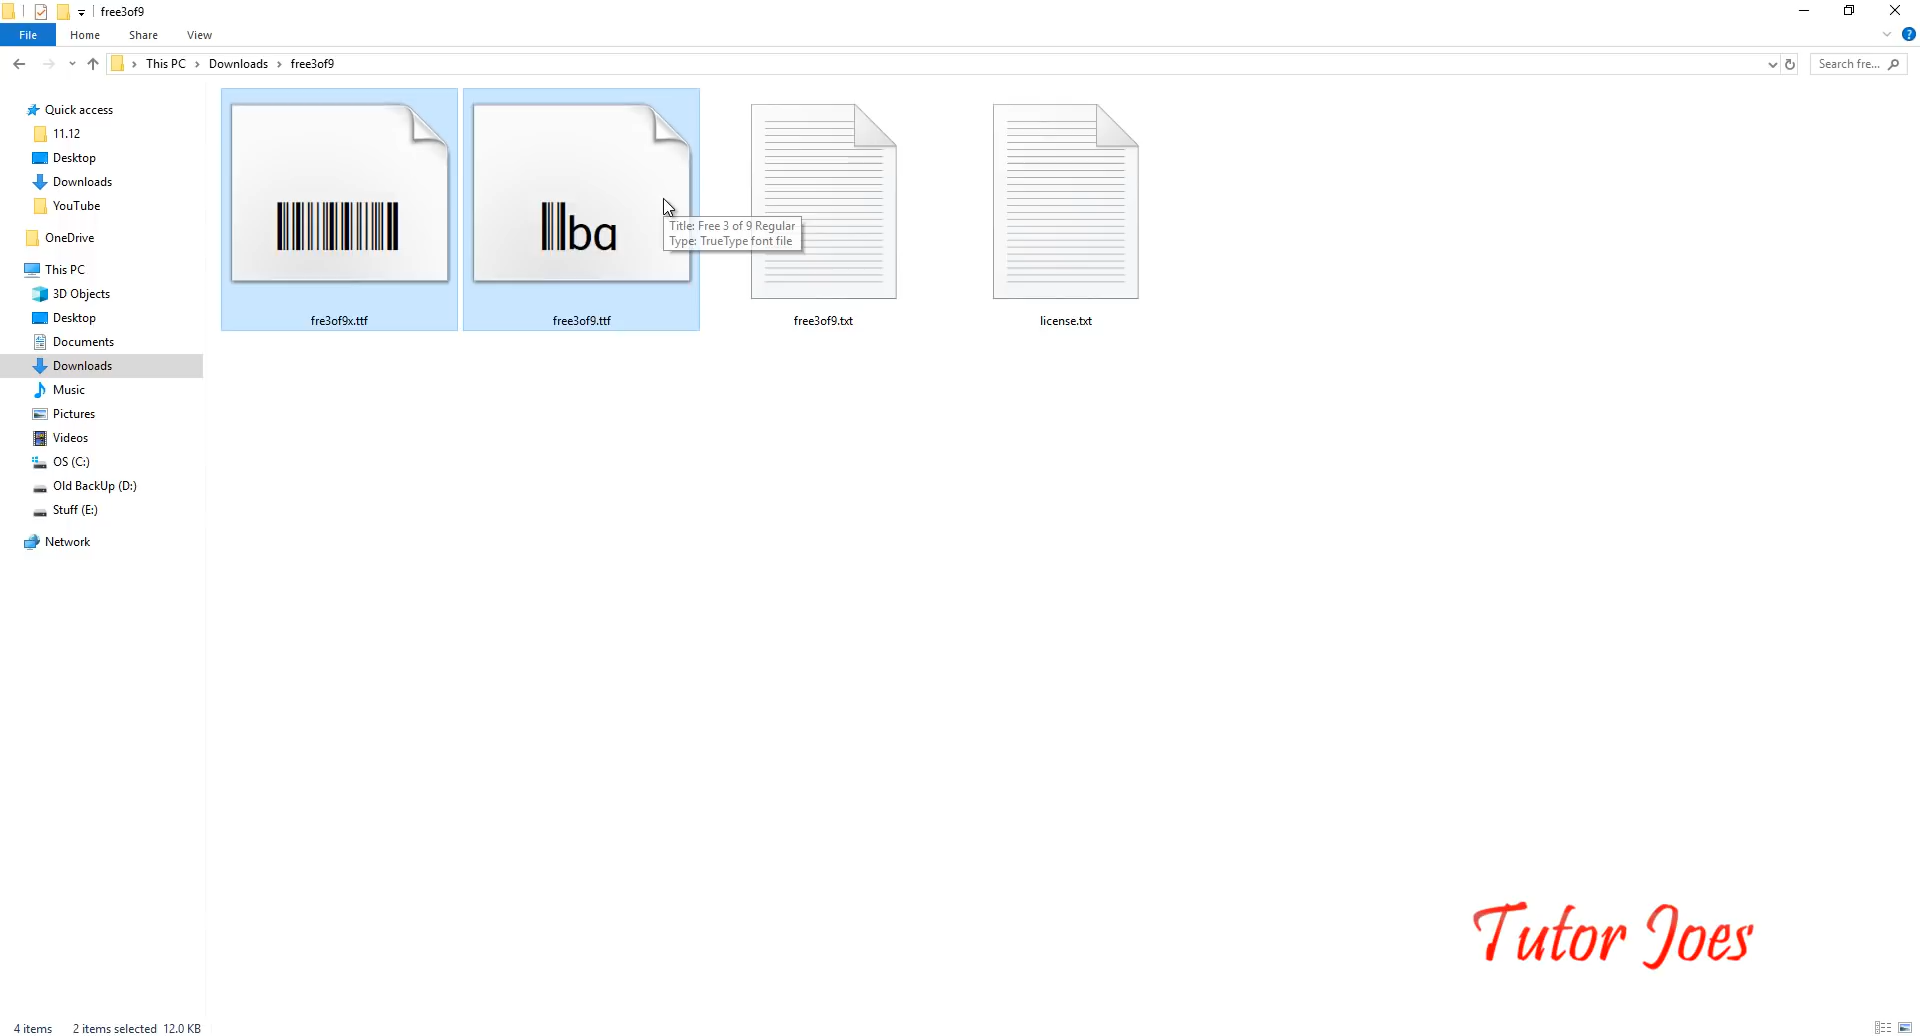 free3of9
File Home Share View
This PC Downloads free3of9
Search fre...
Quick access
11.12
Desktop
Downloads
YouTube
OneDrive
This PC
3D Objects
Desktop
Documents
Downloads
Music
Pictures
Videos
OS (C:)
Old BackUp (D:)
Stuff (E:)
Network
ba
Title: Free 3 of 9 Regular
Type: TrueType font file
fre3of9x.ttf free3of9.ttf free3of9.txt license.txt
Tutor Joes
4 items 2 items selected 12.0 KB